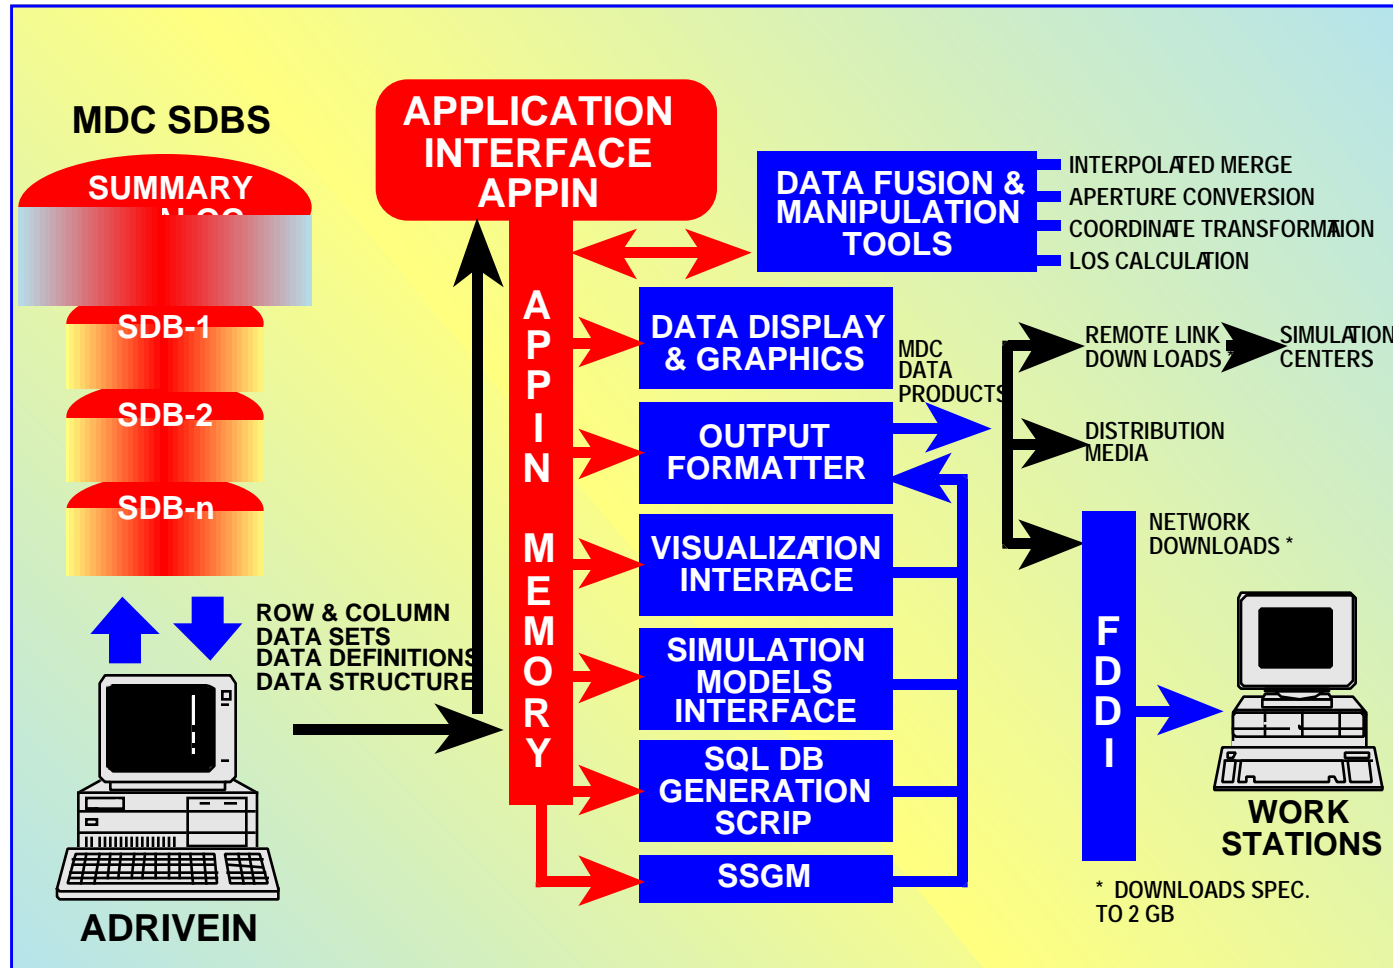 MDC SDBS
SUMMARY
SDB-1
SDB-2
SDB-n
ROW & COLUMN
DATA SETS
DATA DEFINITIONS
DATA STRUCTURE
ADRIVEIN
APPLICATION
INTERFACE
APPIN
APPIN MEMORY
DATA FUSION &
MANIPULATION
TOOLS
INTERPOLATED MERGE
APERTURE CONVERSION
COORDINATE TRANSFORMATION
LOS CALCULATION
DATA DISPLAY
& GRAPHICS
OUTPUT
FORMATTER
VISUALIZATION
INTERFACE
SIMULATION
MODELS
INTERFACE
SQL DB
GENERATION
SCRIP
SSGM
MDC
DATA
PRODUCTS
REMOTE LINK
DOWN LOADS *
SIMULATION
CENTERS
DISTRIBUTION
MEDIA
NETWORK
DOWNLOADS *
FDDI
WORK
STATIONS
* DOWNLOADS SPEC.
TO 2 GB